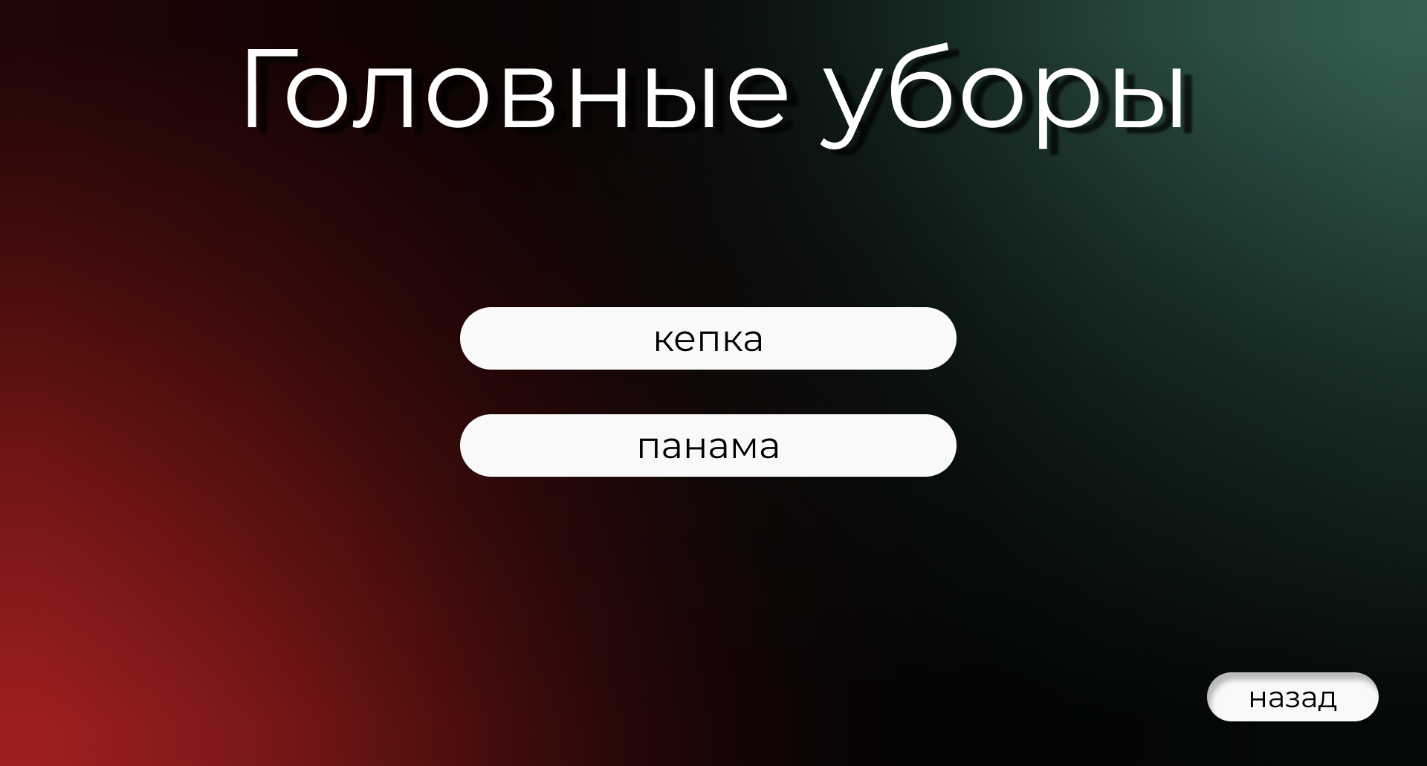 Головные уборы
кепка
панама
назад